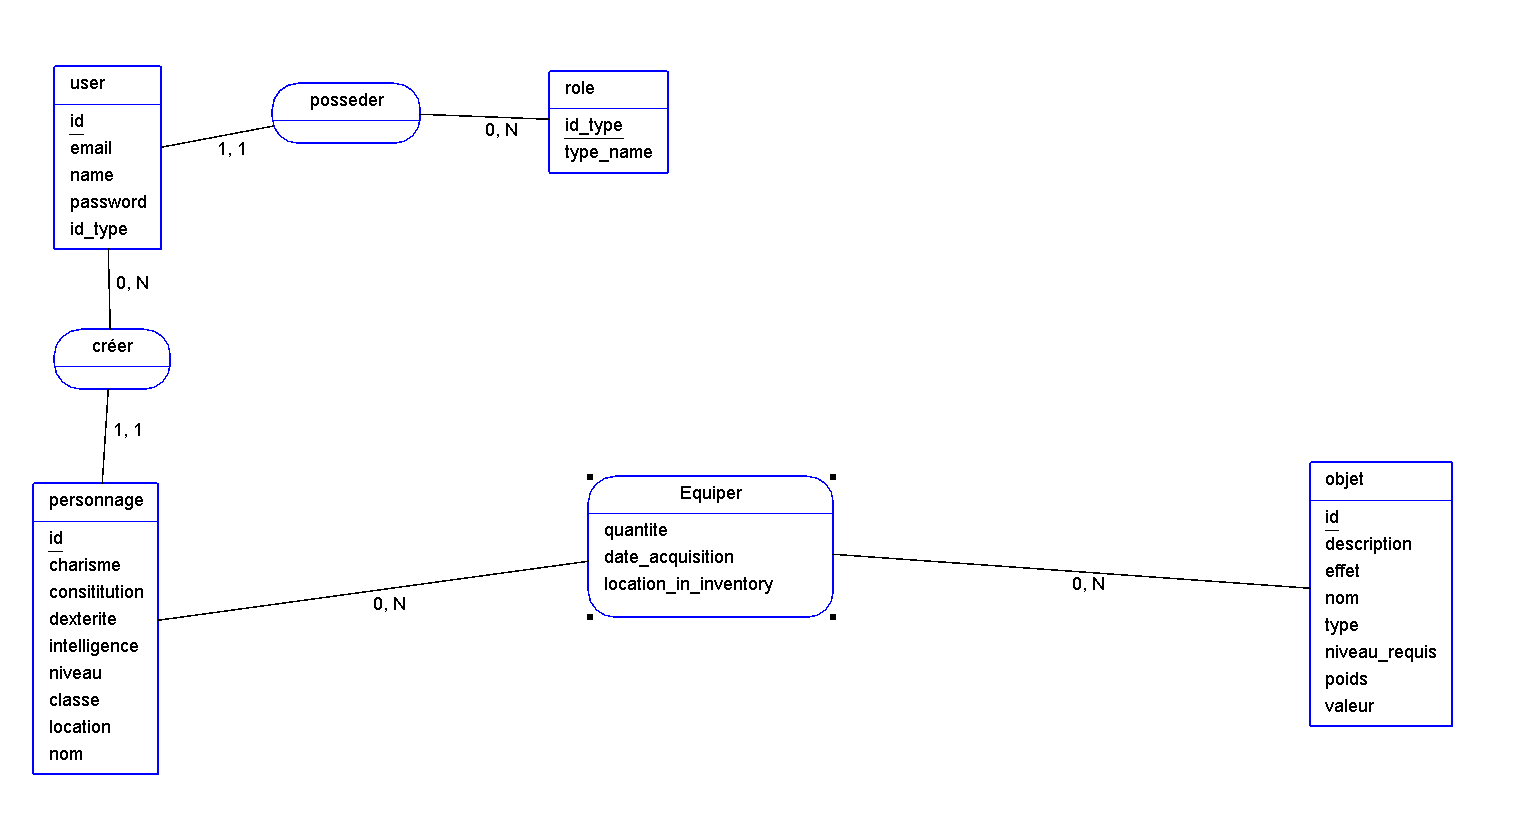 user
id
email
name
password
id_type
posseder
role
id_type
type_name
1, 1
0, N
0, N
créer
1, 1
personnage
id
charisme
consititution
dexterite
intelligence
niveau
classe
location
nom
0, N
Equiper
quantite
date_acquisition
location_in_inventory
0, N
objet
id
description
effet
nom
type
niveau_requis
poids
valeur